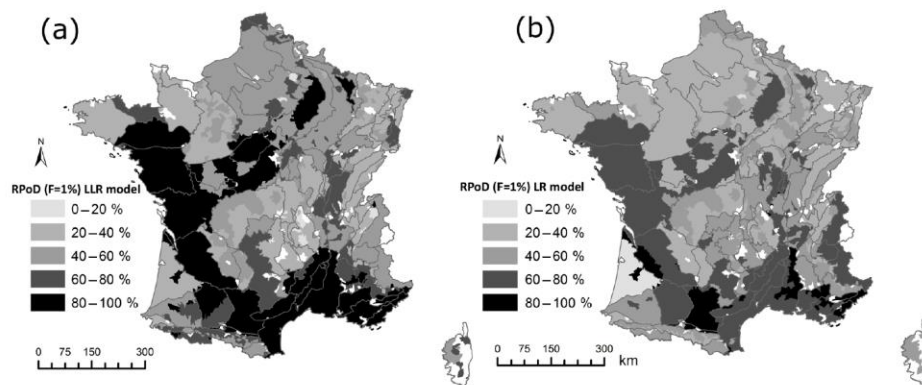 (a)
N
RPoD (F=1%) LLR model
0–20 %
20–40 %
40–60 %
60–80 %
80–100 %
0 75 150 300
(b)
N
RPoD (F=1%) LR model
0–20 %
20–40 %
40–60 %
60–80 %
80–100 %
0 75 150 300
km